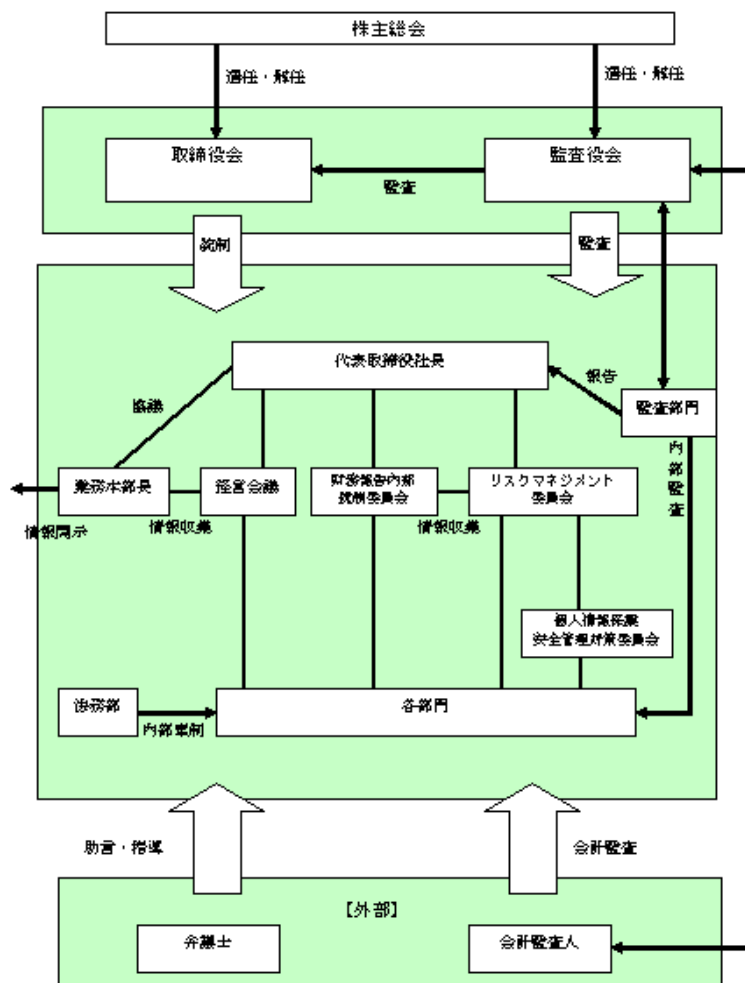 株主総会
選任・解任
選任・解任
取締役会
監査役会
監査
統制
監査
代表取締役社長
報告
協議
監査部門
内部監査
業務本部長
経営会議
財務報告内部
統制委員会
リスクマネジメント
委員会
情報開示
情報収集
情報収集
個人情報保護
安全管理対策委員会
法務部
各部門
内部牽制
助言・指導
会計監査
【外部】
弁護士
会計監査人